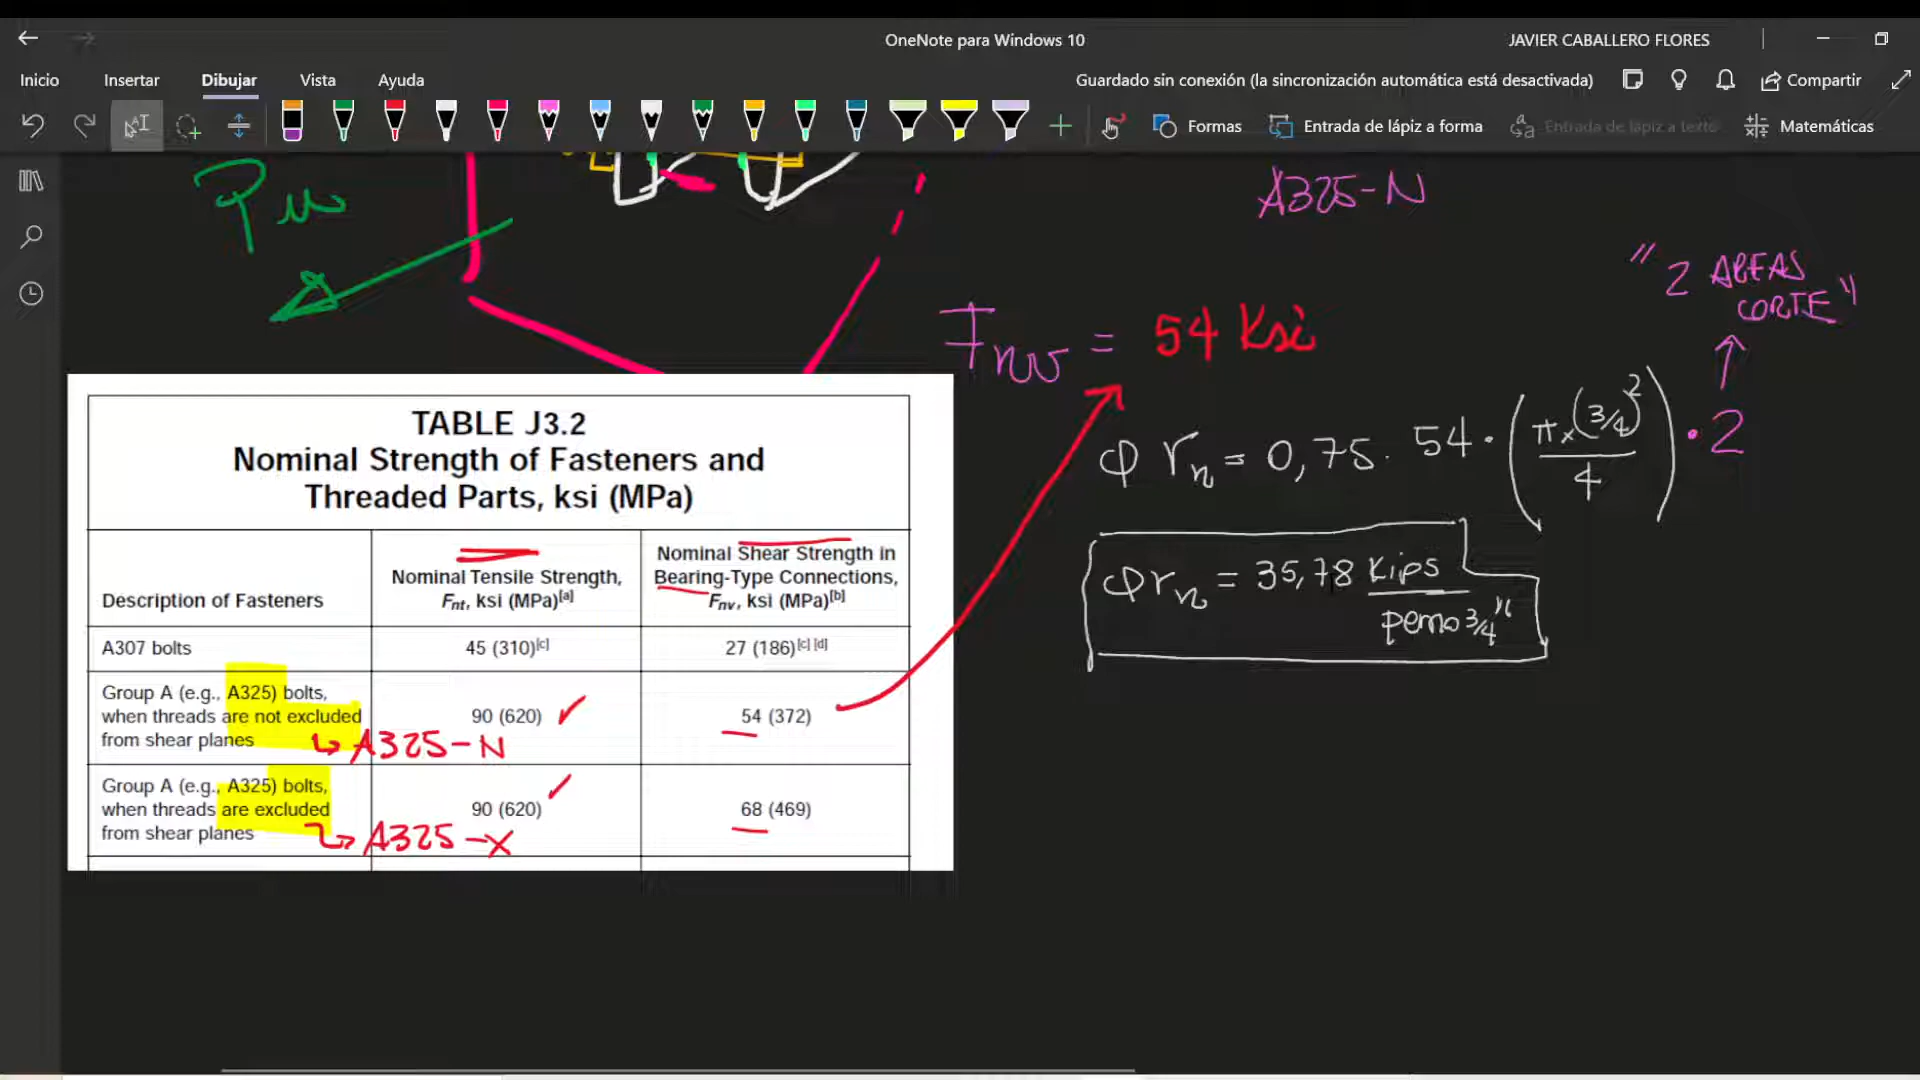 OneNote para Windows 10
JAVIER CABALLERO FLORES
Inicio Insertar Dibujar Vista Ayuda
Guardado sin conexión (la sincronización automática está desactivada)
Compartir
Formas
Entrada de lápiz a forma
Entrada de lápiz a texto
Matemáticas
Pu
A325-N
"2 AREAS
CORTE"
Fnv = 54 Ksi
φ rn = 0,75 · 54 · (π×(3/4)²/4) · 2
φrn = 35,78 Kips
perno 3/4"
TABLE J3.2
Nominal Strength of Fasteners and
Threaded Parts, ksi (MPa)
Description of Fasteners
Nominal Tensile Strength,
Fnt, ksi (MPa)[a]
Nominal Shear Strength in
Bearing-Type Connections,
Fnv, ksi (MPa)[b]
A307 bolts
45 (310)[c]
27 (186)[c] [d]
Group A (e.g., A325) bolts,
when threads are not excluded
from shear planes
A325-N
90 (620)
54 (372)
Group A (e.g., A325) bolts,
when threads are excluded
from shear planes
A325-X
90 (620)
68 (469)